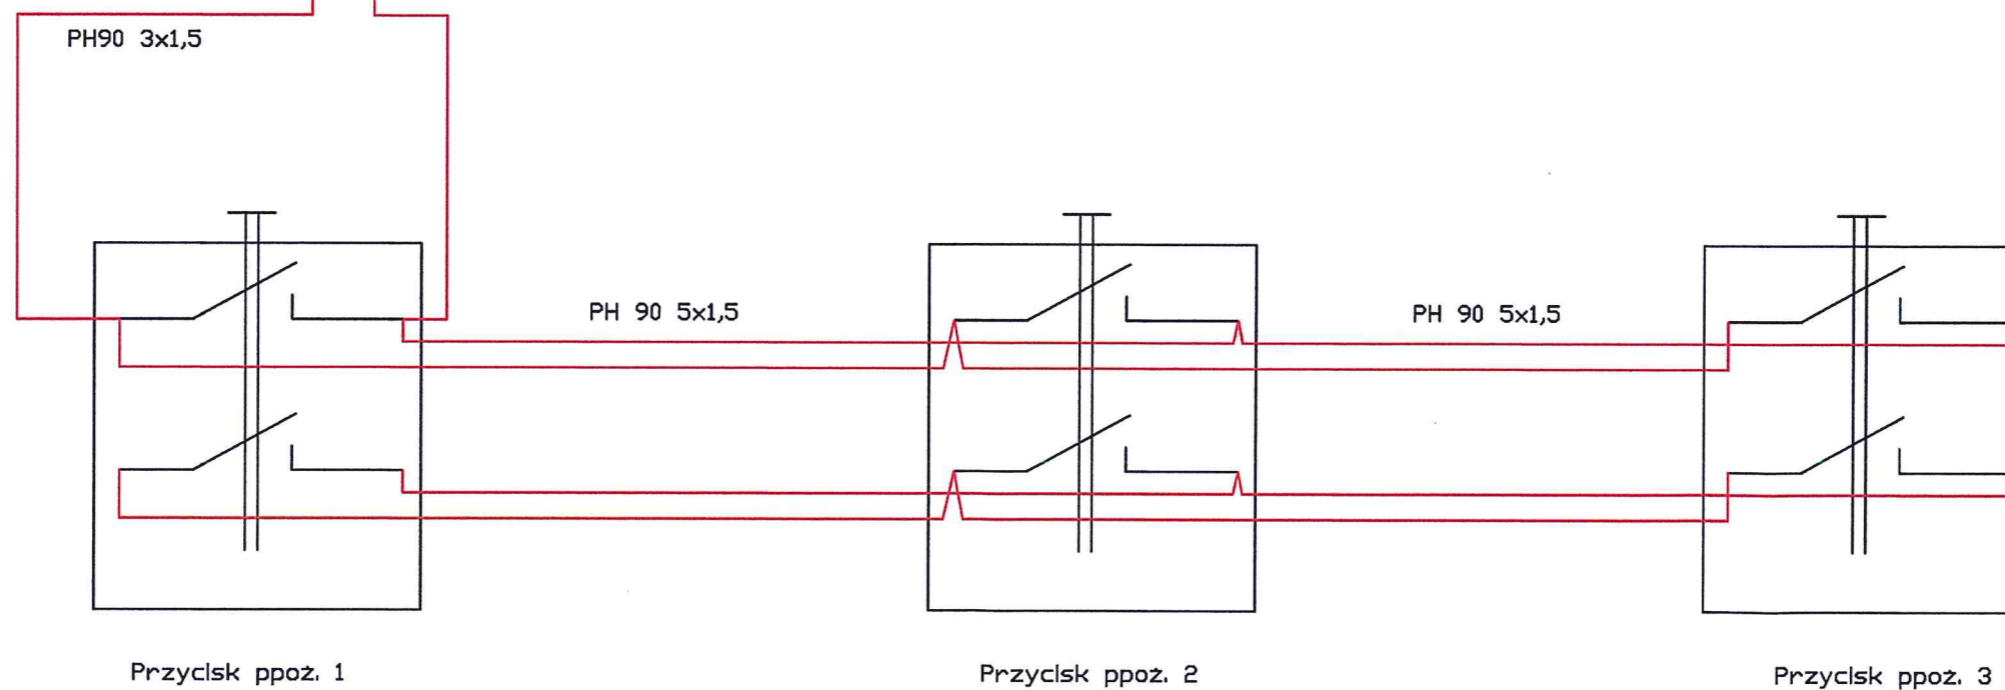 PH90 3x1,5
PH 90 5x1,5
PH 90 5x1,5
Przycisk ppoż. 1
Przycisk ppoż. 2
Przycisk ppoż. 3